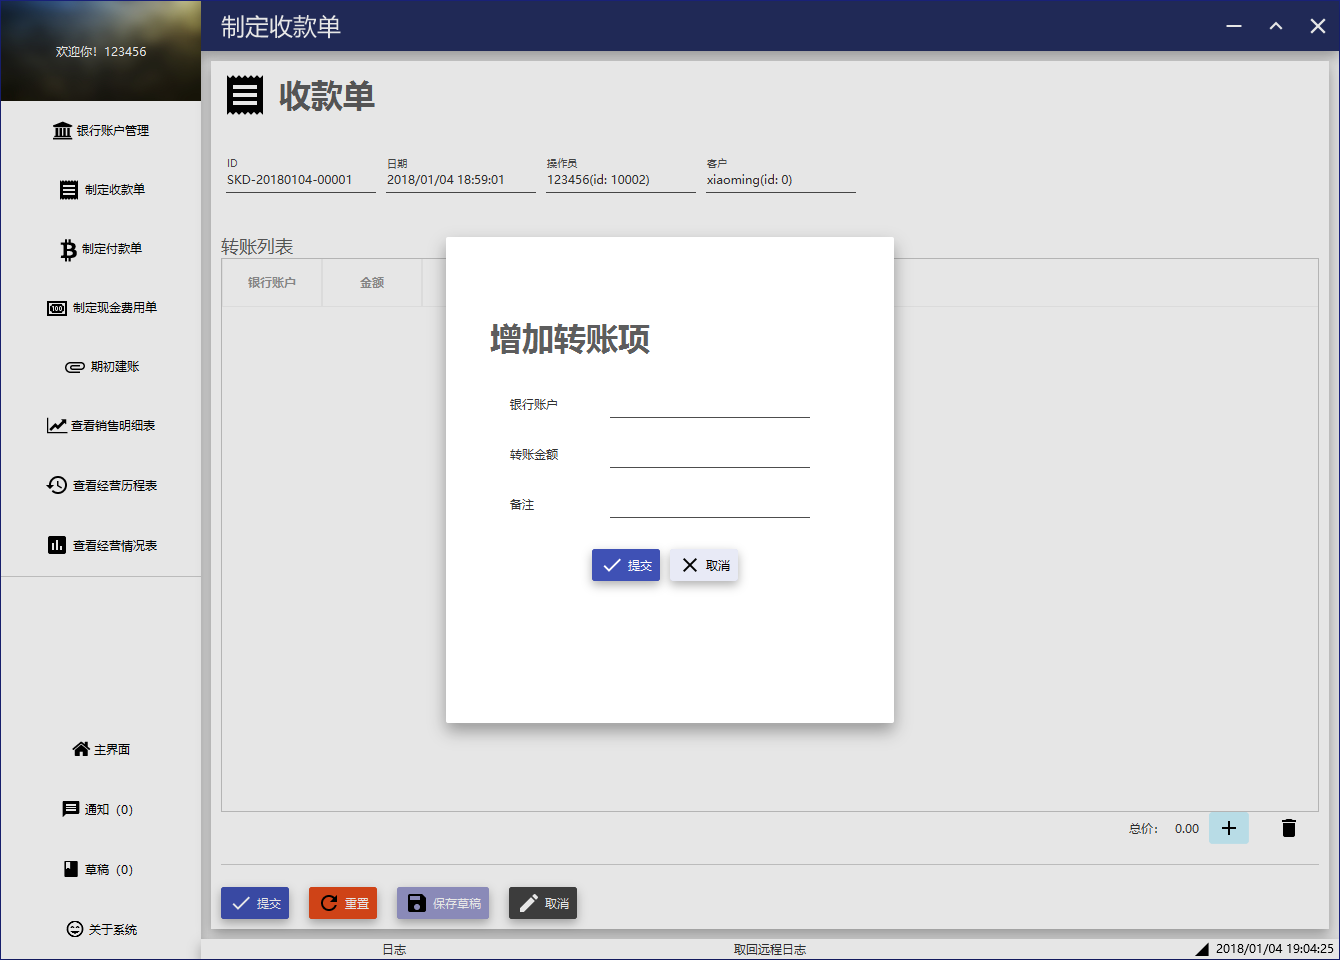 欢迎你！123456
制定收款单
银行账户管理
制定收款单
制定付款单
制定现金费用单
期初建账
查看销售明细表
查看经营历程表
查看经营情况表
主界面
通知（0）
草稿（0）
关于系统
收款单
ID 日期 操作员 客户
SKD-20180104-00001 2018/01/04 18:59:01 123456(id: 10002) xiaoming(id: 0)
转账列表
银行账户 金额
增加转账项
银行账户
转账金额
备注
提交 取消
总价： 0.00
提交 重置 保存草稿 取消
日志 取回远程日志 2018/01/04 19:04:25